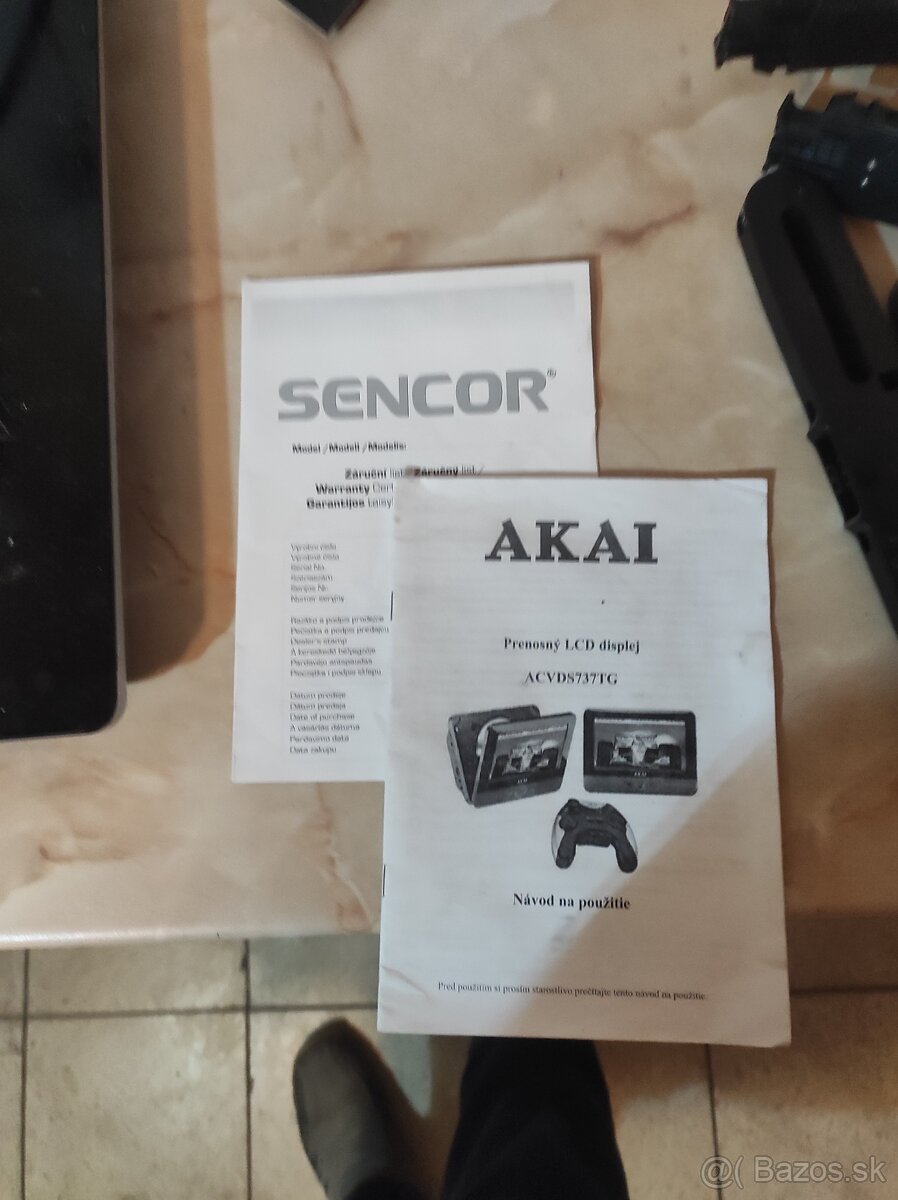 SENCOR®
Model / Modell / Modelis:
Záruční list / Záručný list /
Warranty
Garantijos
Výrobní číslo
Výrobné číslo
Serial No.
Sorozatszám
Serijos Nr.
Numer seryjny
Razítko a podpis prodejce
Pečiatka a podpis predajcu
Dealer's stamp
A kereskedő bélyegzője
Pardavėjo antspaudas
Pieczątka i podpis sklepu
Datum prodeje
Dátum predaja
Date of purchase
A vásárlás dátuma
Pardavimo data
Data zakupu
AKAI
Prenosný LCD displej
ACVDS737TG
AKAI
Návod na použitie
Pred použitím si prosím starostlivo prečítajte tento návod na použitie.
@( Bazos.sk